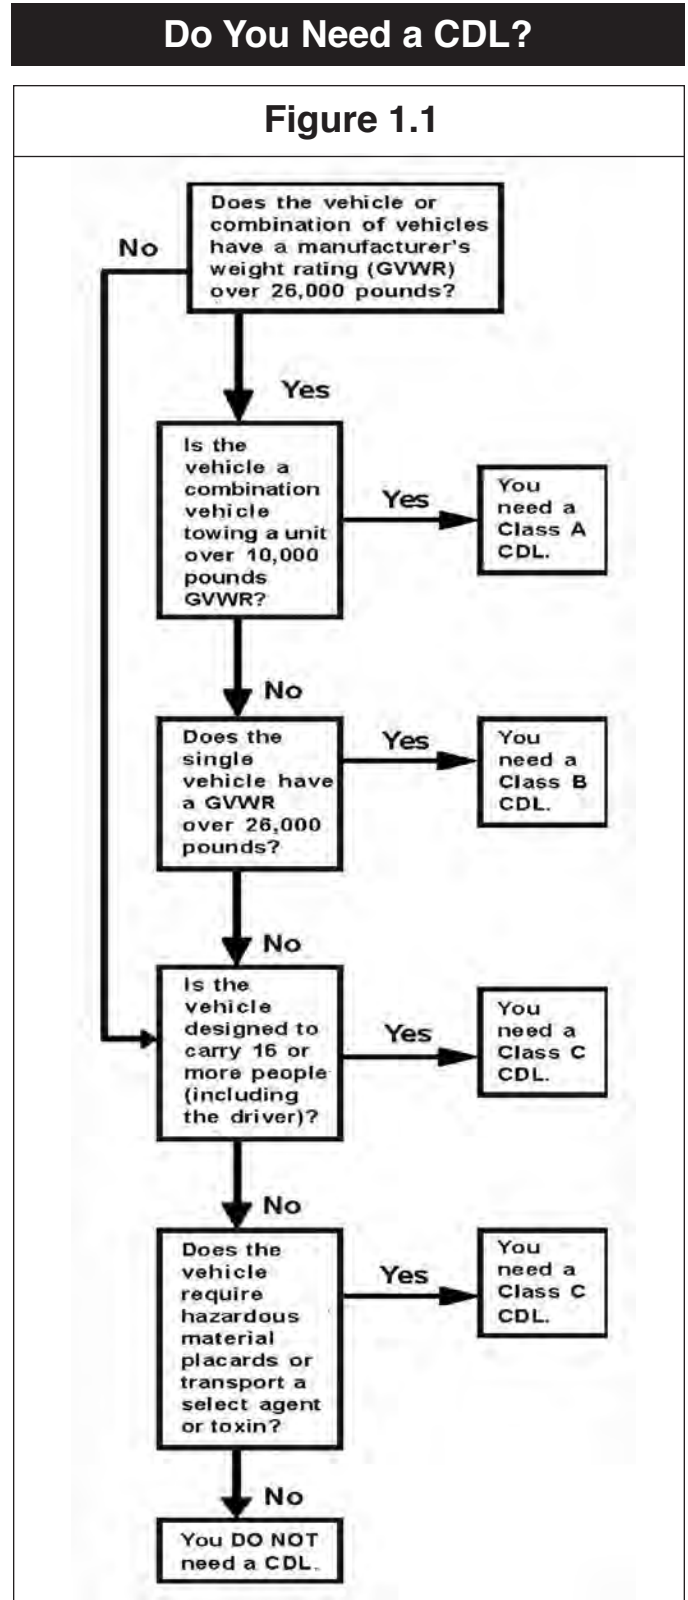 Do You Need a CDL?
Figure 1.1
Does the vehicle or
combination of vehicles
have a manufacturer's
weight rating (GVWR)
over 26,000 pounds?
No
Yes
Is the
vehicle a
combination
vehicle
towing a unit
over 10,000
pounds
GVWR?
Yes
You
need a
Class A
CDL.
No
Does the
single
vehicle have
a GVWR
over 26,000
pounds?
Yes
You
need a
Class B
CDL.
No
Is the
vehicle
designed to
carry 16 or
more people
(including
the driver)?
Yes
You
need a
Class C
CDL.
No
Does the
vehicle
require
hazardous
material
placards or
transport a
select agent
or toxin?
Yes
You
need a
Class C
CDL.
No
You DO NOT
need a CDL.